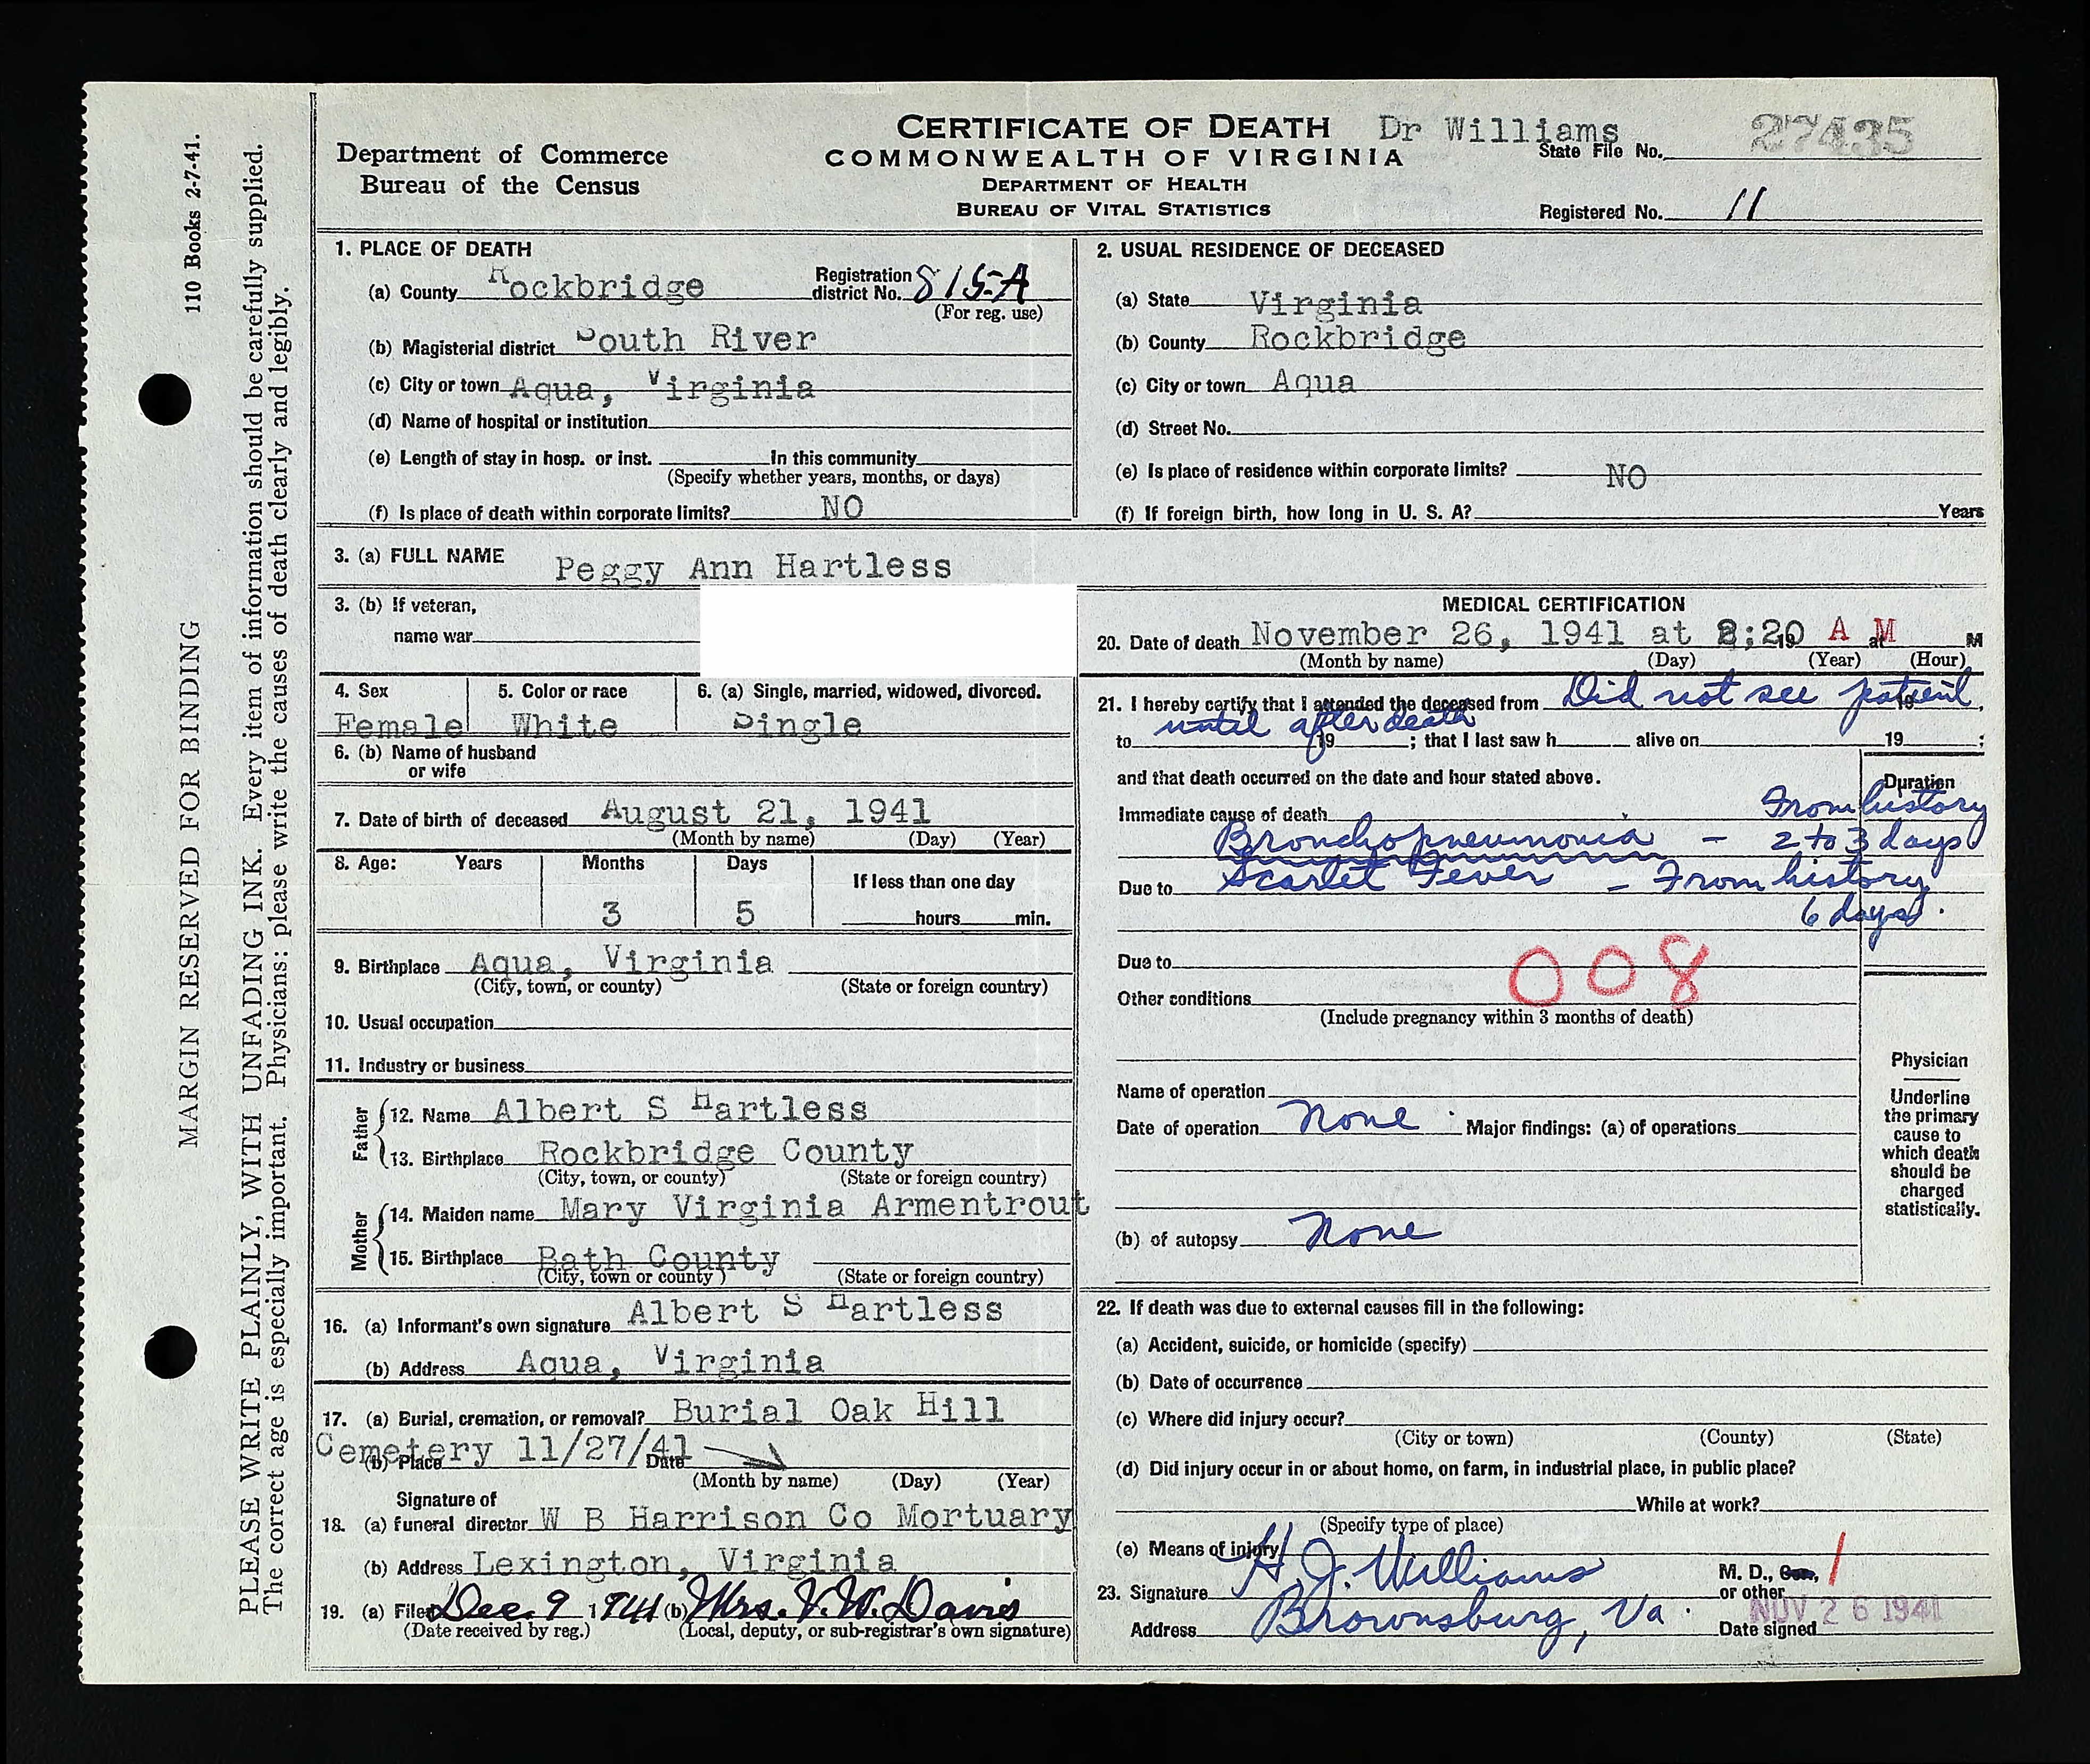 110 Books 2-7-41.
MARGIN RESERVED FOR BINDING
PLEASE WRITE PLAINLY, WITH UNFADING INK. Every item of information should be carefully supplied.
The correct age is especially important. Physicians: please write the causes of death clearly and legibly.
Department of Commerce
Bureau of the Census
CERTIFICATE OF DEATH Dr Williams
COMMONWEALTH OF VIRGINIA
DEPARTMENT OF HEALTH
BUREAU OF VITAL STATISTICS
State File No. 27435
Registered No. 11
1. PLACE OF DEATH
(a) County Rockbridge Registration district No. 815-A
(For reg. use)
(b) Magisterial district South River
(c) City or town Aqua, Virginia
(d) Name of hospital or institution
(e) Length of stay in hosp. or inst. In this community
(Specify whether years, months, or days)
(f) Is place of death within corporate limits? NO
2. USUAL RESIDENCE OF DECEASED
(a) State Virginia
(b) County Rockbridge
(c) City or town Aqua
(d) Street No.
(e) Is place of residence within corporate limits? NO
(f) If foreign birth, how long in U. S. A? Years
3. (a) FULL NAME Peggy Ann Hartless
3. (b) If veteran,
name war
4. Sex 5. Color or race 6. (a) Single, married, widowed, divorced.
Female White Single
6. (b) Name of husband
or wife
7. Date of birth of deceased August 21, 1941
(Month by name) (Day) (Year)
8. Age: Years Months Days If less than one day
3 5 hours min.
9. Birthplace Aqua, Virginia
(City, town, or county) (State or foreign country)
10. Usual occupation
11. Industry or business
Father
12. Name Albert S Hartless
13. Birthplace Rockbridge County
(City, town, or county) (State or foreign country)
Mother
14. Maiden name Mary Virginia Armentrout
15. Birthplace Bath County
(City, town or county) (State or foreign country)
16. (a) Informant's own signature Albert S Hartless
(b) Address Aqua, Virginia
17. (a) Burial, cremation, or removal? Burial Oak Hill
Cemetery 11/27/41
(b) Place Date
(Month by name) (Day) (Year)
Signature of
18. (a) funeral director W B Harrison Co Mortuary
(b) Address Lexington, Virginia
19. (a) Filed Dec. 9 1941 (b) Mrs. V. W. Davis
(Date received by reg.) (Local, deputy, or sub-registrar's own signature)
MEDICAL CERTIFICATION
20. Date of death November 26, 1941 at 8:20 A M 19 at M
(Month by name) (Day) (Year) (Hour)
21. I hereby certify that I attended the deceased from Did not see patient 19,
until after death
to 19 ; that I last saw h alive on 19 ;
and that death occurred on the date and hour stated above.
Duration
Immediate cause of death From history
Bronchopneumonia - 2 to 3 days
Due to Scarlet Fever - From history
6 days.
Due to
008
Other conditions
(Include pregnancy within 3 months of death)
Name of operation
Date of operation None Major findings: (a) of operations
(b) of autopsy None
Physician
Underline
the primary
cause to
which death
should be
charged
statistically.
22. If death was due to external causes fill in the following:
(a) Accident, suicide, or homicide (specify)
(b) Date of occurrence
(c) Where did injury occur?
(City or town) (County) (State)
(d) Did injury occur in or about home, on farm, in industrial place, in public place?
While at work?
(Specify type of place)
(e) Means of injury
23. Signature H. J. Williams M. D., 1
or other
Address Brownsburg, Va. Date signed NOV 26 1941